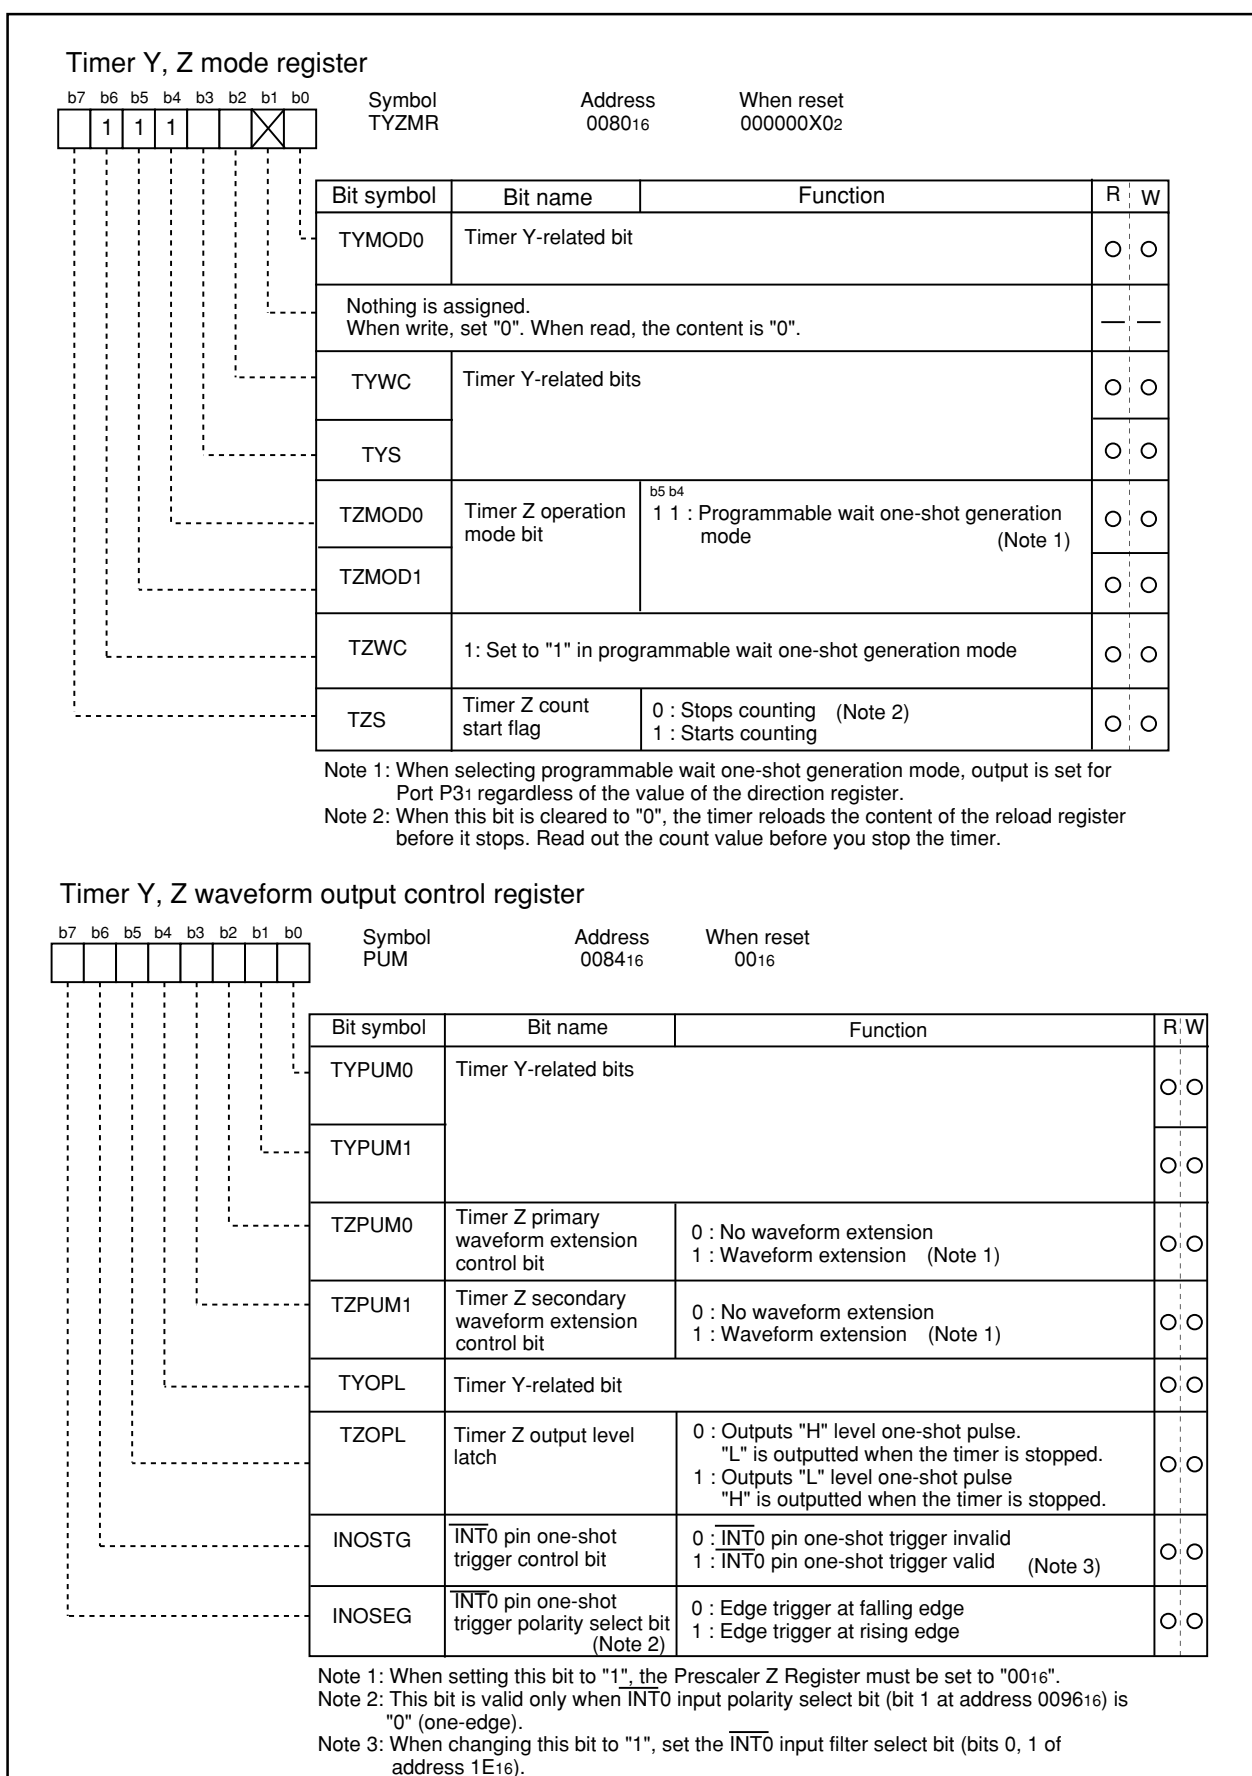 Timer Y, Z mode register
b7 b6 b5 b4 b3 b2 b1 b0
Symbol Address When reset
1 1 1
TYZMR 008016 000000X02
Bit symbol Bit name Function R W
TYMOD0 Timer Y-related bit
Nothing is assigned.
When write, set "0". When read, the content is "0".
TYWC Timer Y-related bits
TYS
b5 b4
TZMOD0 Timer Z operation 1 1 : Programmable wait one-shot generation
mode bit mode (Note 1)
TZMOD1
TZWC 1: Set to "1" in programmable wait one-shot generation mode
TZS Timer Z count 0 : Stops counting (Note 2)
start flag 1 : Starts counting
Note 1: When selecting programmable wait one-shot generation mode, output is set for
Port P31 regardless of the value of the direction register.
Note 2: When this bit is cleared to "0", the timer reloads the content of the reload register
before it stops. Read out the count value before you stop the timer.
Timer Y, Z waveform output control register
b7 b6 b5 b4 b3 b2 b1 b0
Symbol Address When reset
PUM 008416 0016
Bit symbol Bit name Function R W
TYPUM0 Timer Y-related bits
TYPUM1
TZPUM0 Timer Z primary
waveform extension 0 : No waveform extension
control bit 1 : Waveform extension (Note 1)
TZPUM1 Timer Z secondary
waveform extension 0 : No waveform extension
control bit 1 : Waveform extension (Note 1)
TYOPL Timer Y-related bit
TZOPL Timer Z output level 0 : Outputs "H" level one-shot pulse.
latch "L" is outputted when the timer is stopped.
1 : Outputs "L" level one-shot pulse
"H" is outputted when the timer is stopped.
INOSTG INT0 pin one-shot 0 : INT0 pin one-shot trigger invalid
trigger control bit 1 : INT0 pin one-shot trigger valid (Note 3)
INOSEG INT0 pin one-shot 0 : Edge trigger at falling edge
trigger polarity select bit 1 : Edge trigger at rising edge
(Note 2)
Note 1: When setting this bit to "1", the Prescaler Z Register must be set to "0016".
Note 2: This bit is valid only when INT0 input polarity select bit (bit 1 at address 009616) is
"0" (one-edge).
Note 3: When changing this bit to "1", set the INT0 input filter select bit (bits 0, 1 of
address 1E16).